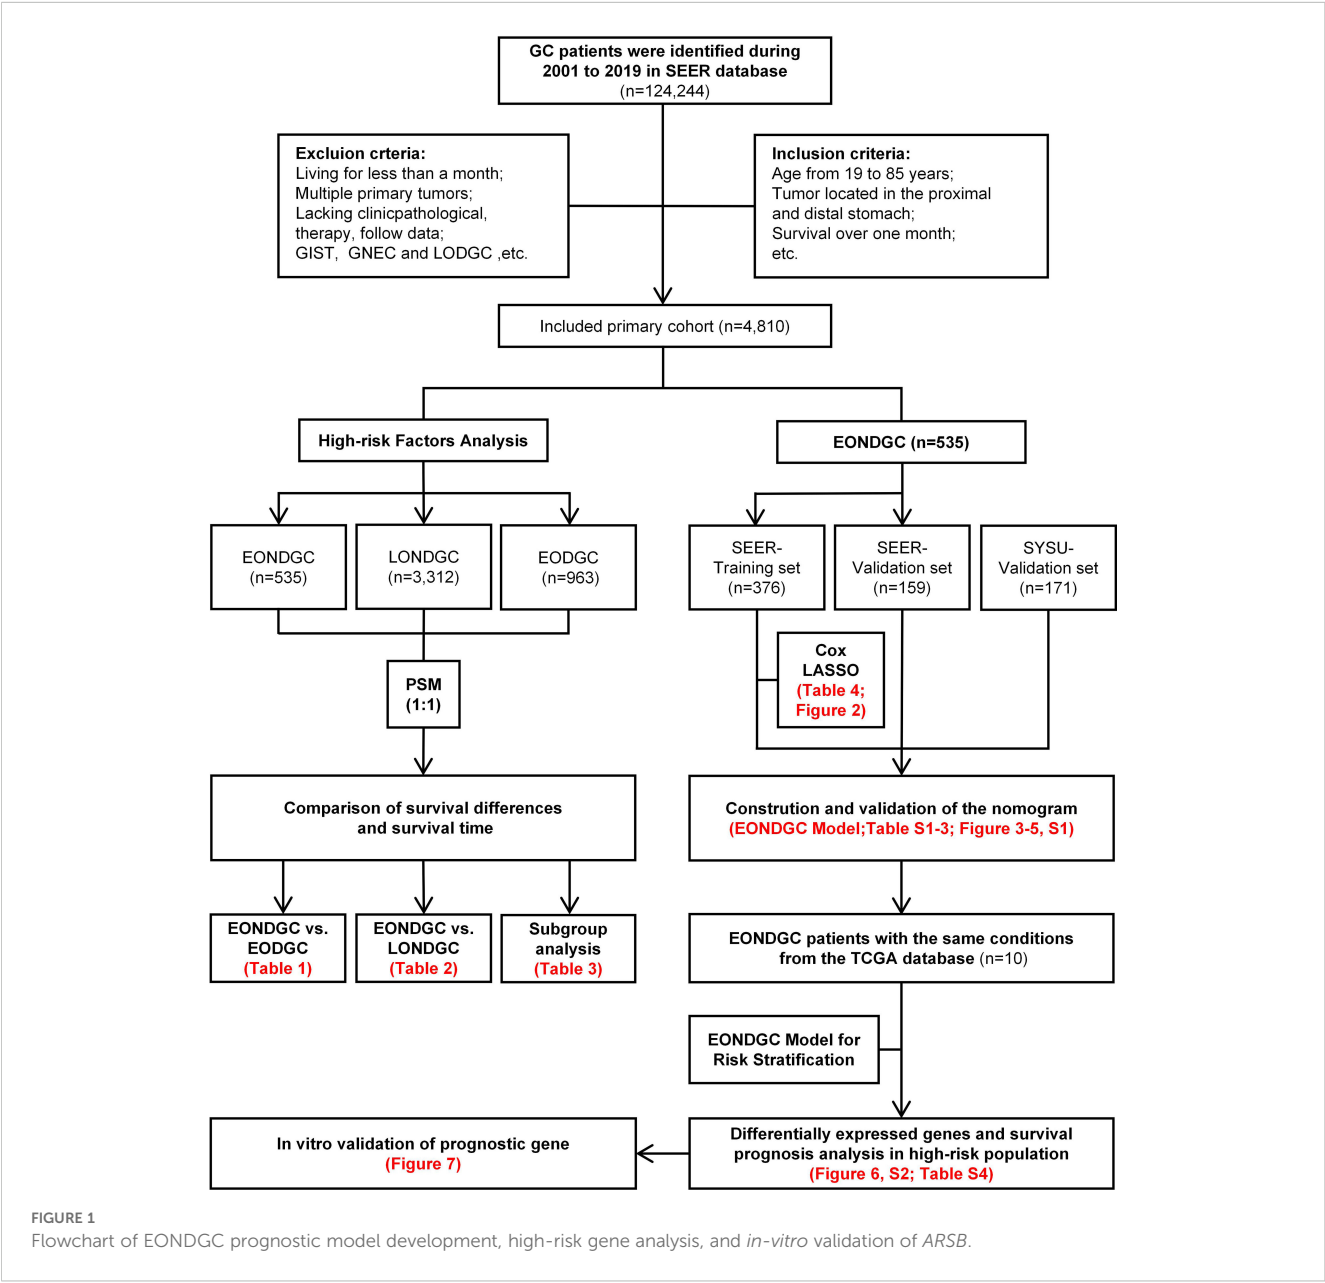 GC patients were identified during
2001 to 2019 in SEER database
(n=124,244)
Excluion crteria:
Living for less than a month;
Multiple primary tumors;
Lacking clinicpathological,
therapy, follow data;
GIST, GNEC and LODGC ,etc.
Inclusion criteria:
Age from 19 to 85 years;
Tumor located in the proximal
and distal stomach;
Survival over one month;
etc.
Included primary cohort (n=4,810)
High-risk Factors Analysis
EONDGC (n=535)
EONDGC
(n=535)
LONDGC
(n=3,312)
EODGC
(n=963)
SEER-
Training set
(n=376)
SEER-
Validation set
(n=159)
SYSU-
Validation set
(n=171)
PSM
(1:1)
Cox
LASSO
(Table 4;
Figure 2)
Comparison of survival differences
and survival time
Constrution and validation of the nomogram
(EONDGC Model;Table S1-3; Figure 3-5, S1)
EONDGC vs.
EODGC
(Table 1)
EONDGC vs.
LONDGC
(Table 2)
Subgroup
analysis
(Table 3)
EONDGC patients with the same conditions
from the TCGA database (n=10)
EONDGC Model for
Risk Stratification
In vitro validation of prognostic gene
(Figure 7)
Differentially expressed genes and survival
prognosis analysis in high-risk population
(Figure 6, S2; Table S4)
FIGURE 1
Flowchart of EONDGC prognostic model development, high-risk gene analysis, and in-vitro validation of ARSB.